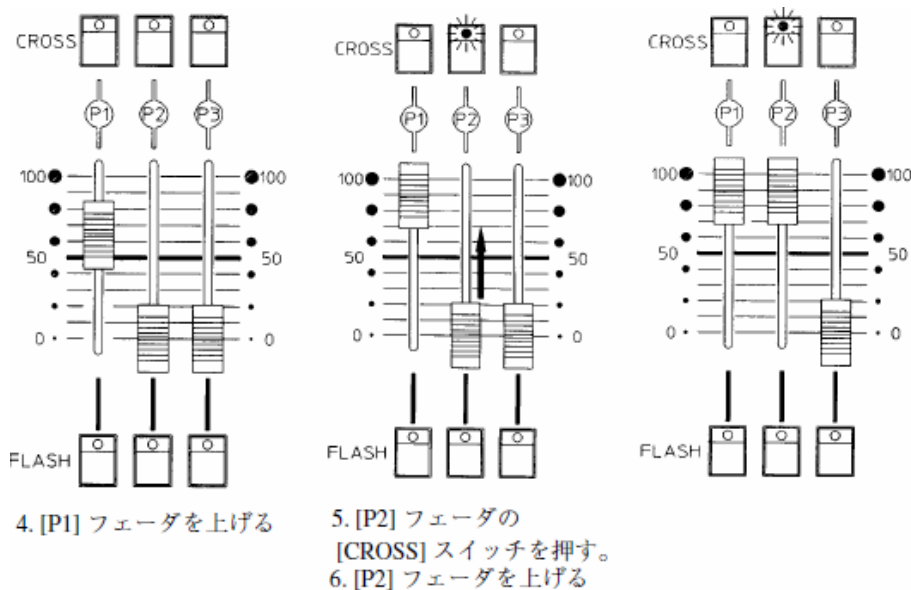 CROSS
P1 P2 P3
100 100
50 50
0 0
FLASH
4. [P1] フェーダを上げる
CROSS
P1 P2 P3
100 100
50 50
0 0
FLASH
5. [P2] フェーダの
[CROSS] スイッチを押す。
6. [P2] フェーダを上げる
CROSS
P1 P2 P3
100 100
50 50
0 0
FLASH